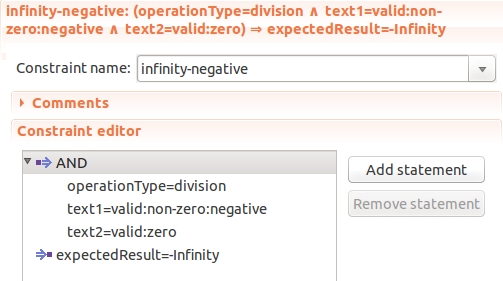 infinity-negative: (operationType=division ∧ text1=valid:non-
zero:negative ∧ text2=valid:zero) ⇒ expectedResult=-Infinity
Constraint name: infinity-negative
Comments
Constraint editor
AND
operationType=division
text1=valid:non-zero:negative
text2=valid:zero
expectedResult=-Infinity
Add statement
Remove statement